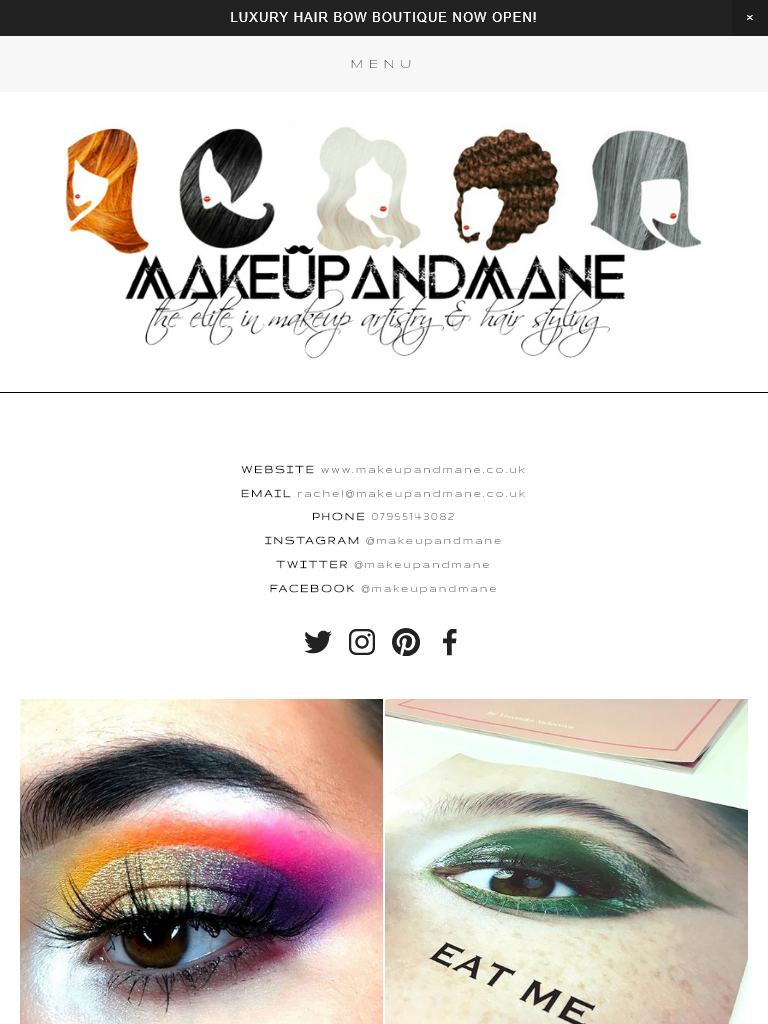 LUXURY HAIR BOW BOUTIQUE NOW OPEN!
×
MENU
MAKEUPANDMANE
the elite in makeup artistry & hair styling
WEBSITE www.makeupandmane.co.uk
EMAIL rachel@makeupandmane.co.uk
PHONE 07955143082
INSTAGRAM @makeupandmane
TWITTER @makeupandmane
FACEBOOK @makeupandmane
EAT ME